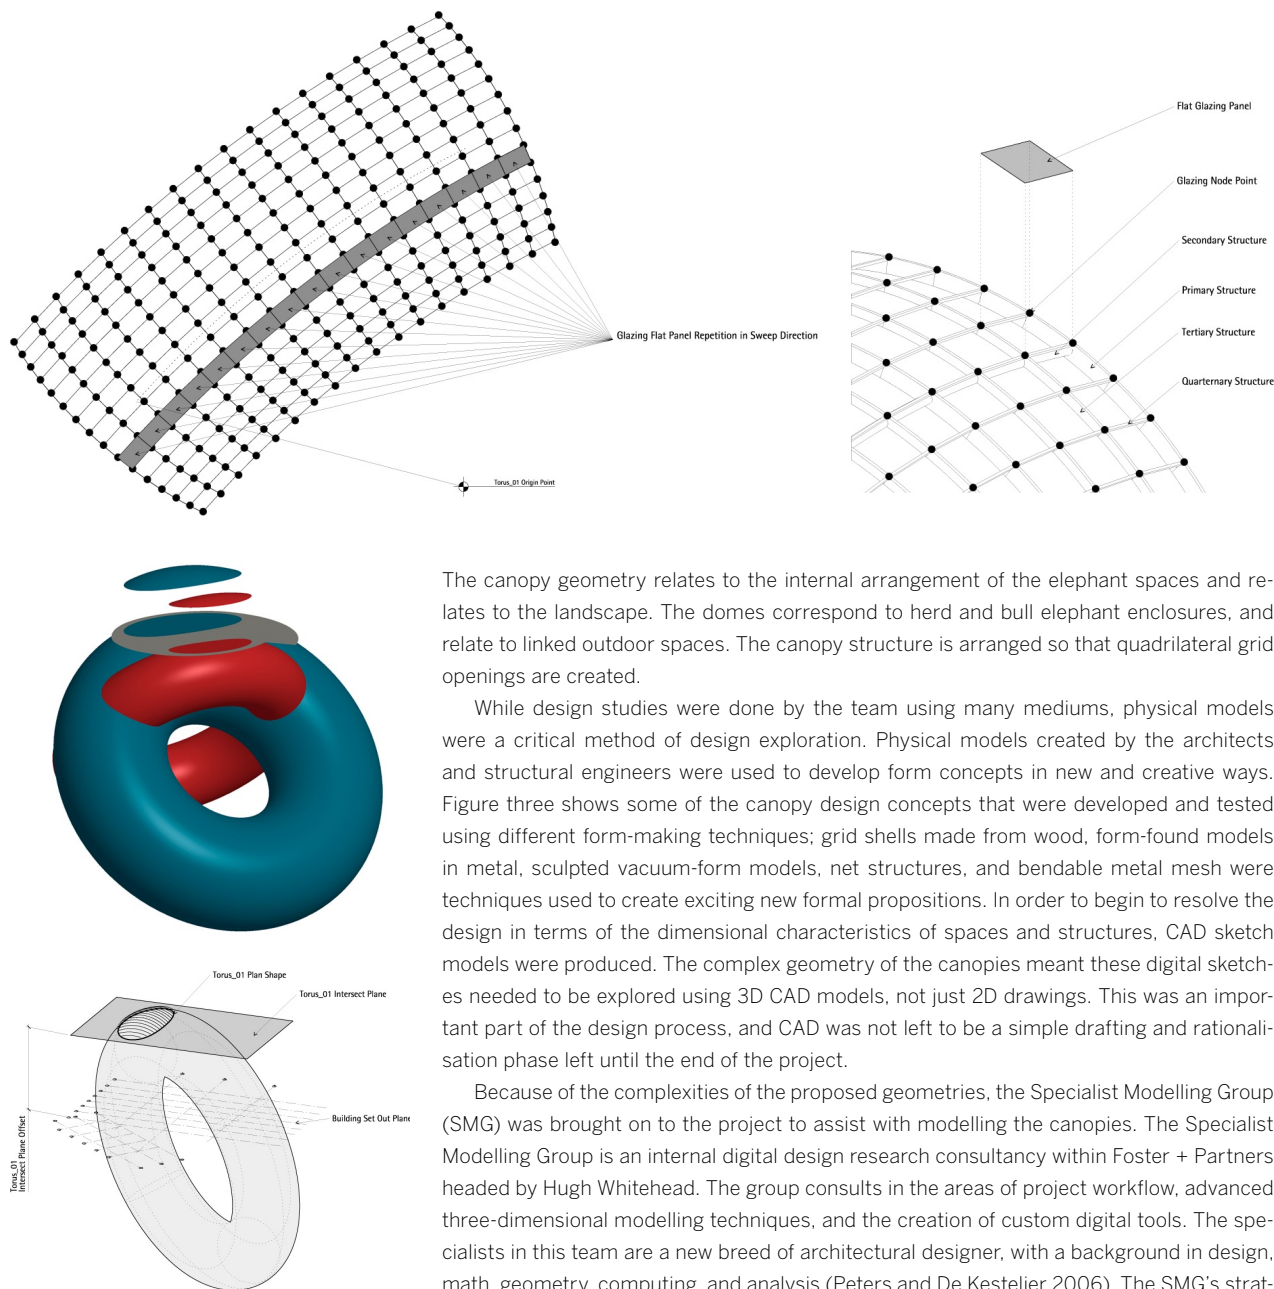 Flat Glazing Panel
Glazing Node Point
Secondary Structure
Primary Structure
Tertiary Structure
Quarternary Structure
Glazing Flat Panel Repetition in Sweep Direction
Torus_01 Origin Point
The canopy geometry relates to the internal arrangement of the elephant spaces and re-
lates to the landscape. The domes correspond to herd and bull elephant enclosures, and
relate to linked outdoor spaces. The canopy structure is arranged so that quadrilateral grid
openings are created.
While design studies were done by the team using many mediums, physical models
were a critical method of design exploration. Physical models created by the architects
and structural engineers were used to develop form concepts in new and creative ways.
Figure three shows some of the canopy design concepts that were developed and tested
using different form-making techniques; grid shells made from wood, form-found models
in metal, sculpted vacuum-form models, net structures, and bendable metal mesh were
techniques used to create exciting new formal propositions. In order to begin to resolve the
design in terms of the dimensional characteristics of spaces and structures, CAD sketch
models were produced. The complex geometry of the canopies meant these digital sketch-
es needed to be explored using 3D CAD models, not just 2D drawings. This was an impor-
tant part of the design process, and CAD was not left to be a simple drafting and rationali-
sation phase left until the end of the project.
Because of the complexities of the proposed geometries, the Specialist Modelling Group
(SMG) was brought on to the project to assist with modelling the canopies. The Specialist
Modelling Group is an internal digital design research consultancy within Foster + Partners
headed by Hugh Whitehead. The group consults in the areas of project workflow, advanced
three-dimensional modelling techniques, and the creation of custom digital tools. The spe-
cialists in this team are a new breed of architectural designer, with a background in design,
math, geometry, computing, and analysis (Peters and De Kestelier 2006). The SMG's strat-
Torus_01 Plan Shape
Torus_01 Intersect Plane
Building Set Out Plane
Torus_01
Intersect Plane Offset